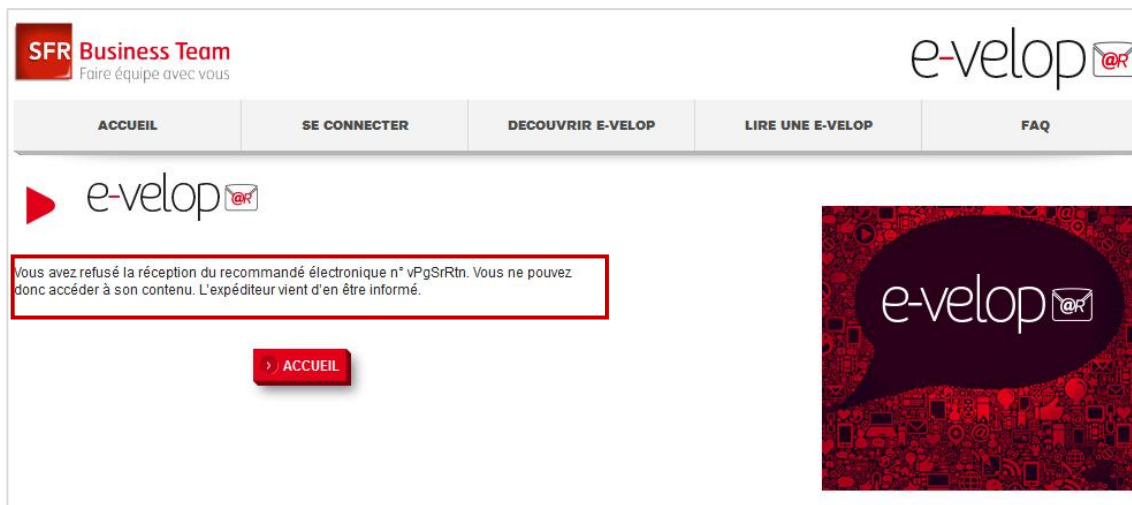 SFR Business Team
Faire équipe avec vous
e-velop @R
ACCUEIL SE CONNECTER DECOUVRIR E-VELOP LIRE UNE E-VELOP FAQ
e-velop @R
Vous avez refusé la réception du recommandé électronique n° vPgSrRtn. Vous ne pouvez
donc accéder à son contenu. L'expéditeur vient d'en être informé.
e-velop @R
ACCUEIL